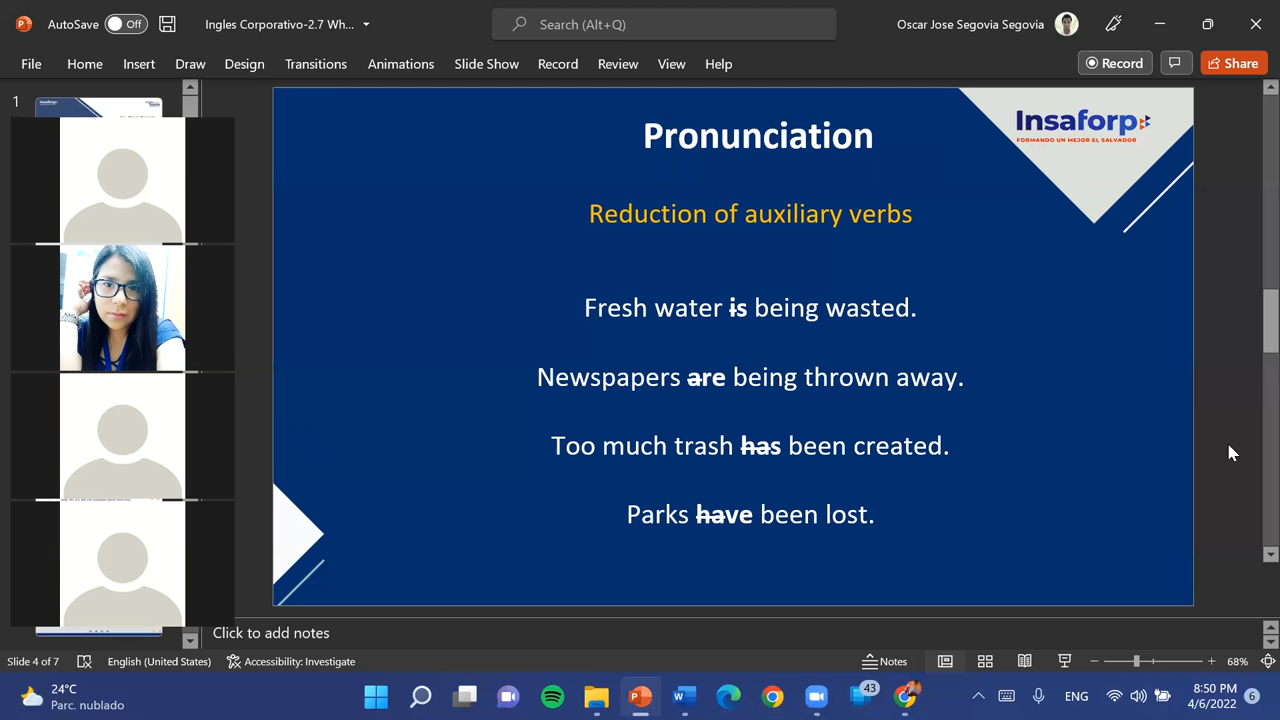 AutoSave Off Ingles Corporativo-2.7 Wh... Search (Alt+Q) Oscar Jose Segovia Segovia
File Home Insert Draw Design Transitions Animations Slide Show Record Review View Help Record Share
1
Pronunciation
Insaforp
FORMANDO UN MEJOR EL SALVADOR
Reduction of auxiliary verbs
Fresh water is being wasted.
Newspapers are being thrown away.
Too much trash has been created.
Parks have been lost.
Click to add notes
Slide 4 of 7 English (United States) Accessibility: Investigate Notes 68%
24°C
Parc. nublado
43
ENG
8:50 PM
4/6/2022
6